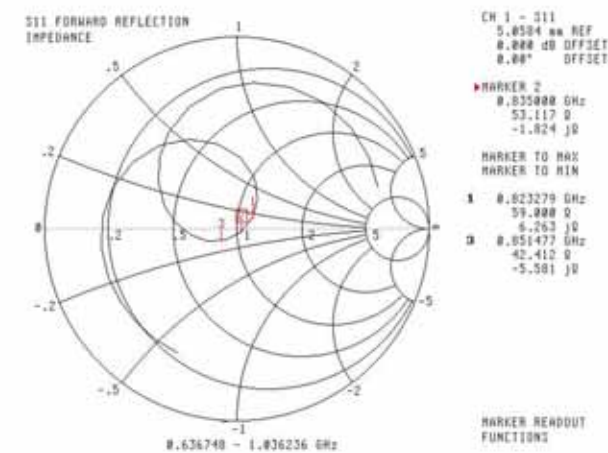 S11 FORWARD REFLECTION
IMPEDANCE
CH 1 - S11
5.0584 mm REF
0.000 dB OFFSET
0.00° OFFSET
MARKER 2
0.835000 GHz
53.117 Ω
-1.824 jΩ
MARKER TO MAX
MARKER TO MIN
1 0.823279 GHz
59.000 Ω
6.263 jΩ
3 0.851477 GHz
42.412 Ω
-5.581 jΩ
1
.5
2
.2
5
0
.2
.5
1
2
5
∞
-.2
-5
-.5
-2
-1
0.636748 - 1.036236 GHz
MARKER READOUT
FUNCTIONS